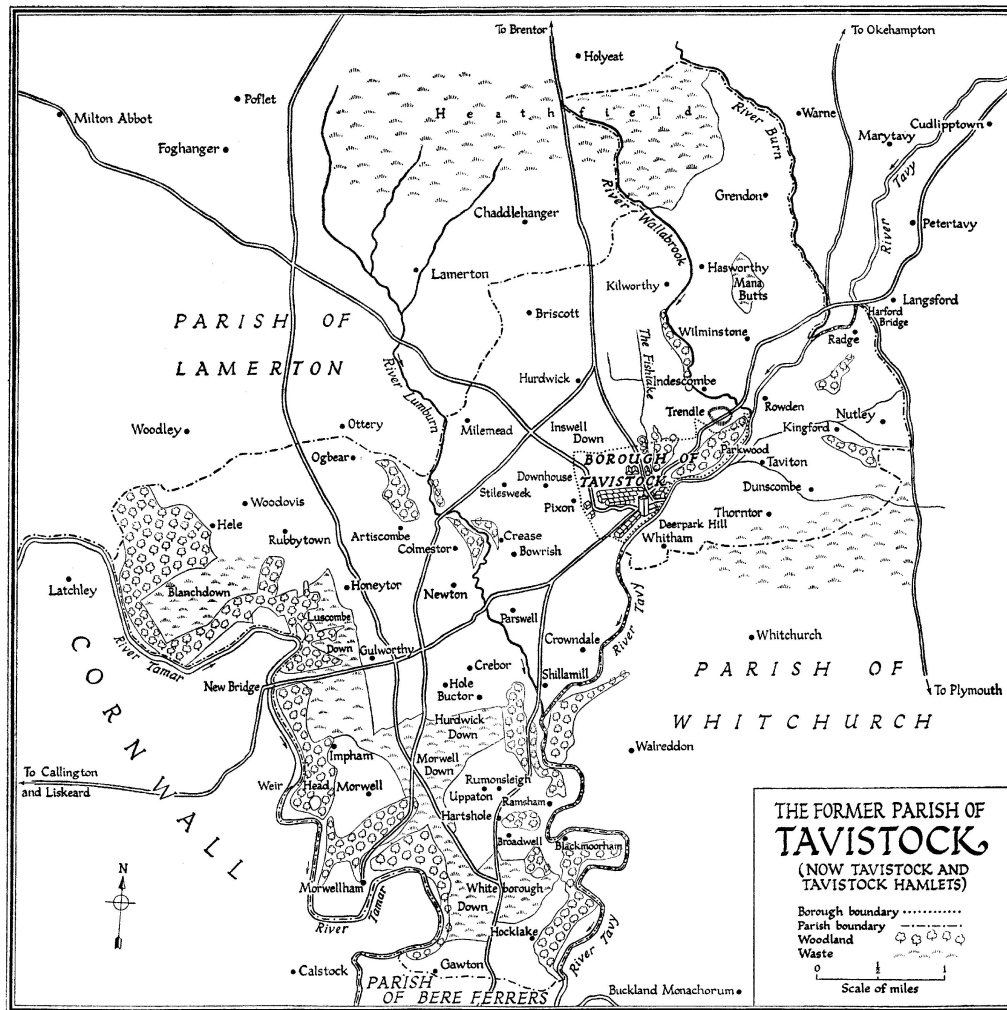 To Brentor
To Okehampton
Holyeat
Poflet
Milton Abbot
Heathfield
River Burn
Warne
Cudlipptown
Marytavy
Foghanger
River Tavy
Grendon
Chaddlehanger
River Wallabrook
Petertavy
Lamerton
Hasworthy
Kilworthy
Mana
Butts
Langsford
Harford
Bridge
PARISH OF
LAMERTON
Briscott
The Fishlake
Wilminstone
Radge
River Lumburn
Hurdwick
Indescombe
Trendle
Rowden
Nutley
Kingford
Woodley
Ottery
Milemead
Inswell
Down
Parkwood
Ogbear
BOROUGH OF
TAVISTOCK
Taviton
Downhouse
Stilesweek
Dunscombe
Woodovis
Pixon
Hele
Thorntor
Rubbytown
Artiscombe
Colmestor
Crease
Deerpark Hill
Bowrish
Whitham
Latchley
Blanchdown
Honeytor
Newton
River Tavy
Luscombe
Down
Parswell
River Tamar
Crowndale
Whitchurch
Gulworthy
CORNWALL
Crebor
PARISH OF
WHITCHURCH
New Bridge
Hole
Shillamill
Buctor
To Plymouth
Hurdwick
Down
Impham
Walreddon
Morwell
Down
To Callington
and Liskeard
Weir
Head
Morwell
Rumonsleigh
Uppaton
Ramsham
Hartshole
Broadwell
Blackmoorham
N
Morwellham
Whiteborough
Down
River Tamar
Hocklake
River Tavy
Calstock
Gawton
PARISH
OF BERE FERRERS
Buckland Monachorum
THE FORMER PARISH OF
TAVISTOCK
(NOW TAVISTOCK AND
TAVISTOCK HAMLETS)
Borough boundary
Parish boundary
Woodland
Waste
0 ½ 1
Scale of miles